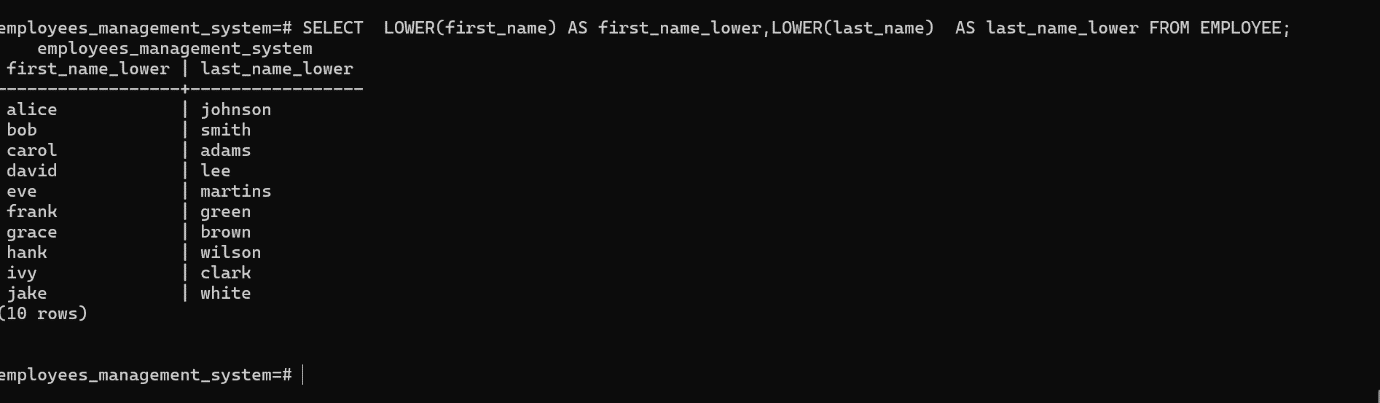 employees_management_system=# SELECT  LOWER(first_name) AS first_name_lower,LOWER(last_name)  AS last_name_lower FROM EMPLOYEE;
    employees_management_system
 first_name_lower | last_name_lower
------------------+-----------------
 alice            | johnson
 bob              | smith
 carol            | adams
 david            | lee
 eve              | martins
 frank            | green
 grace            | brown
 hank             | wilson
 ivy              | clark
 jake             | white
(10 rows)
employees_management_system=#